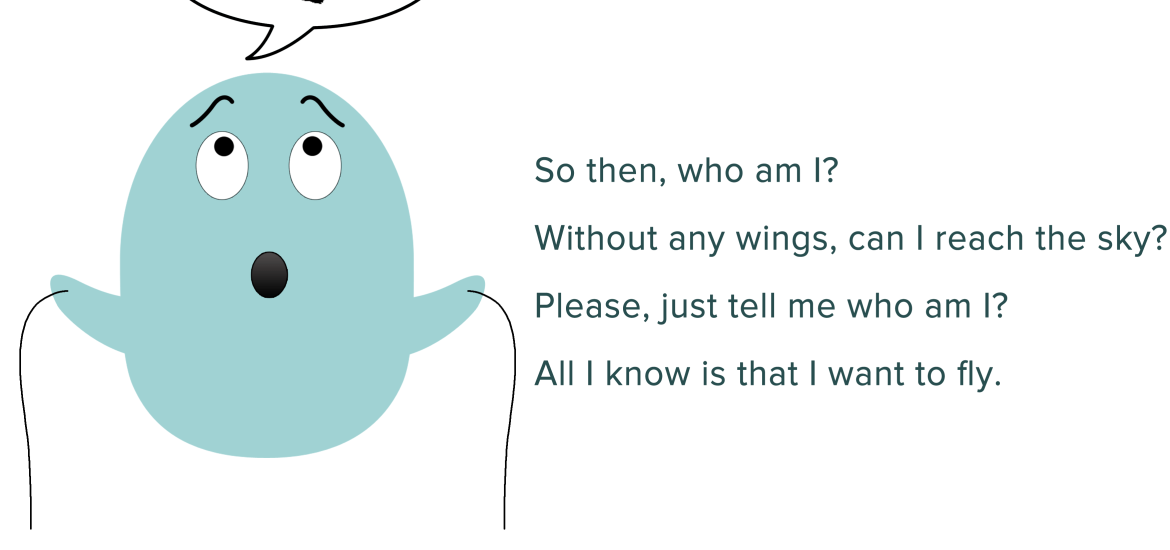 So then, who am I?
Without any wings, can I reach the sky?
Please, just tell me who am I?
All I know is that I want to fly.